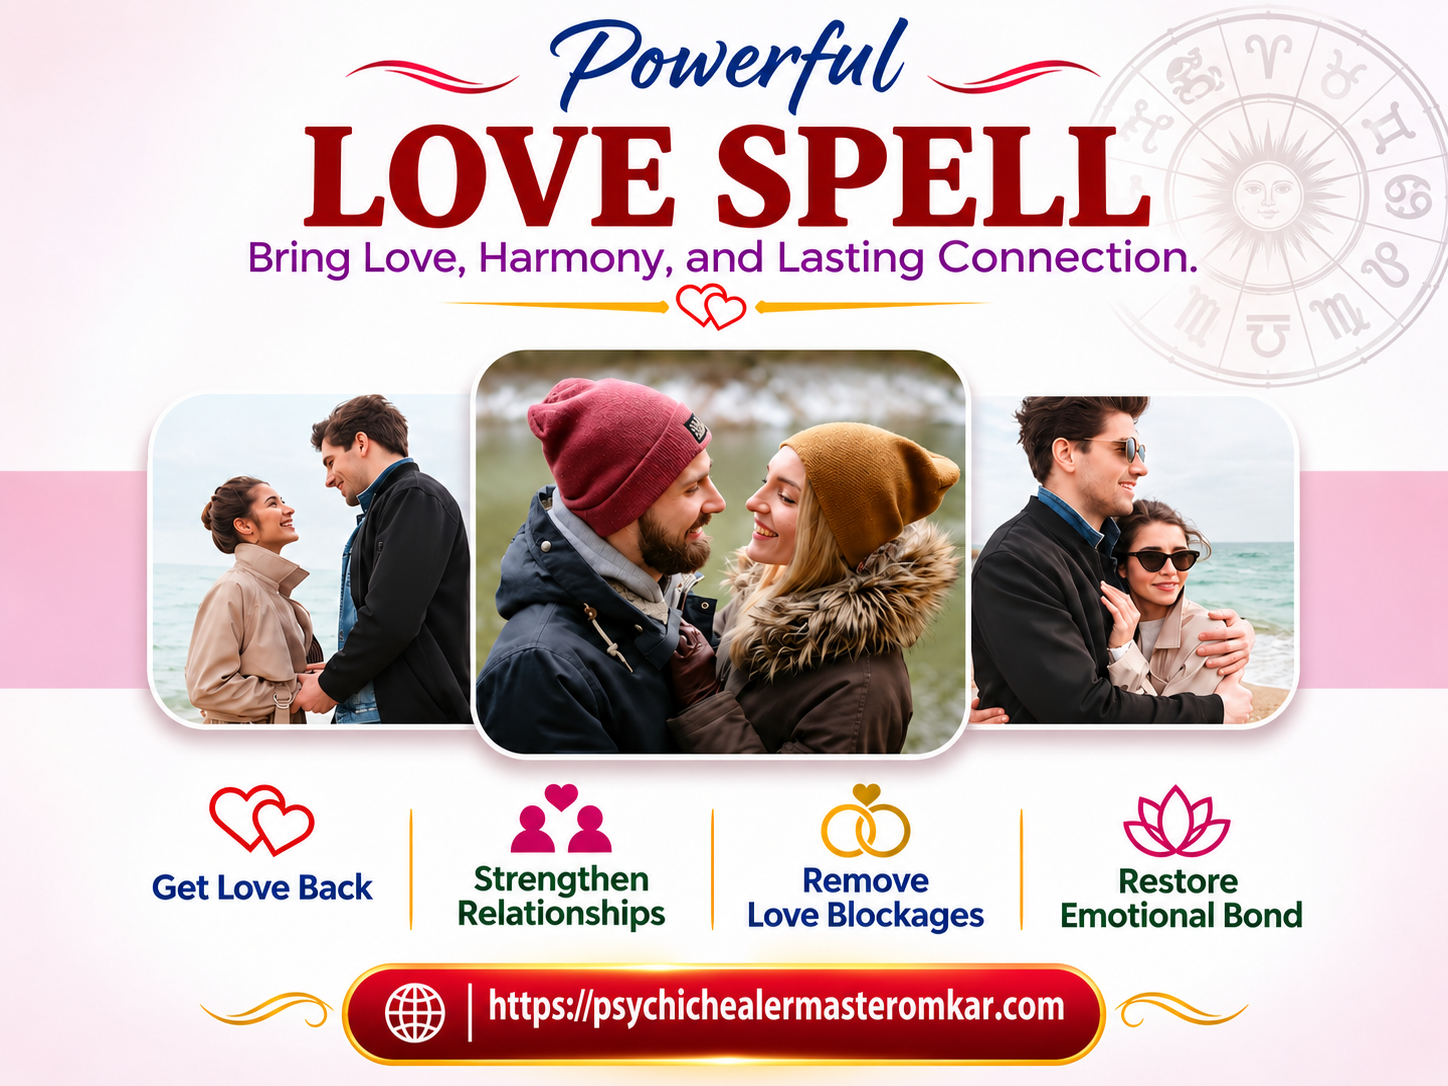 Powerful
LOVE SPELL
Bring Love, Harmony, and Lasting Connection.
Get Love Back
Strengthen
Relationships
Remove
Love Blockages
Restore
Emotional Bond
https://psychichealermasteromkar.com